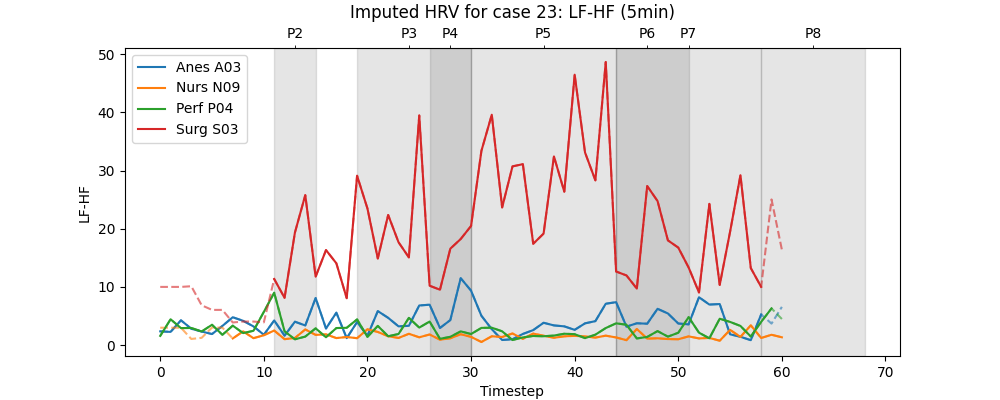 Imputed HRV for case 23: LF-HF (5min)
P2 P3 P4 P5 P6 P7 P8
Anes A03
Nurs N09
Perf P04
Surg S03
50
40
30
20
10
0
LF-HF
0 10 20 30 40 50 60 70
Timestep